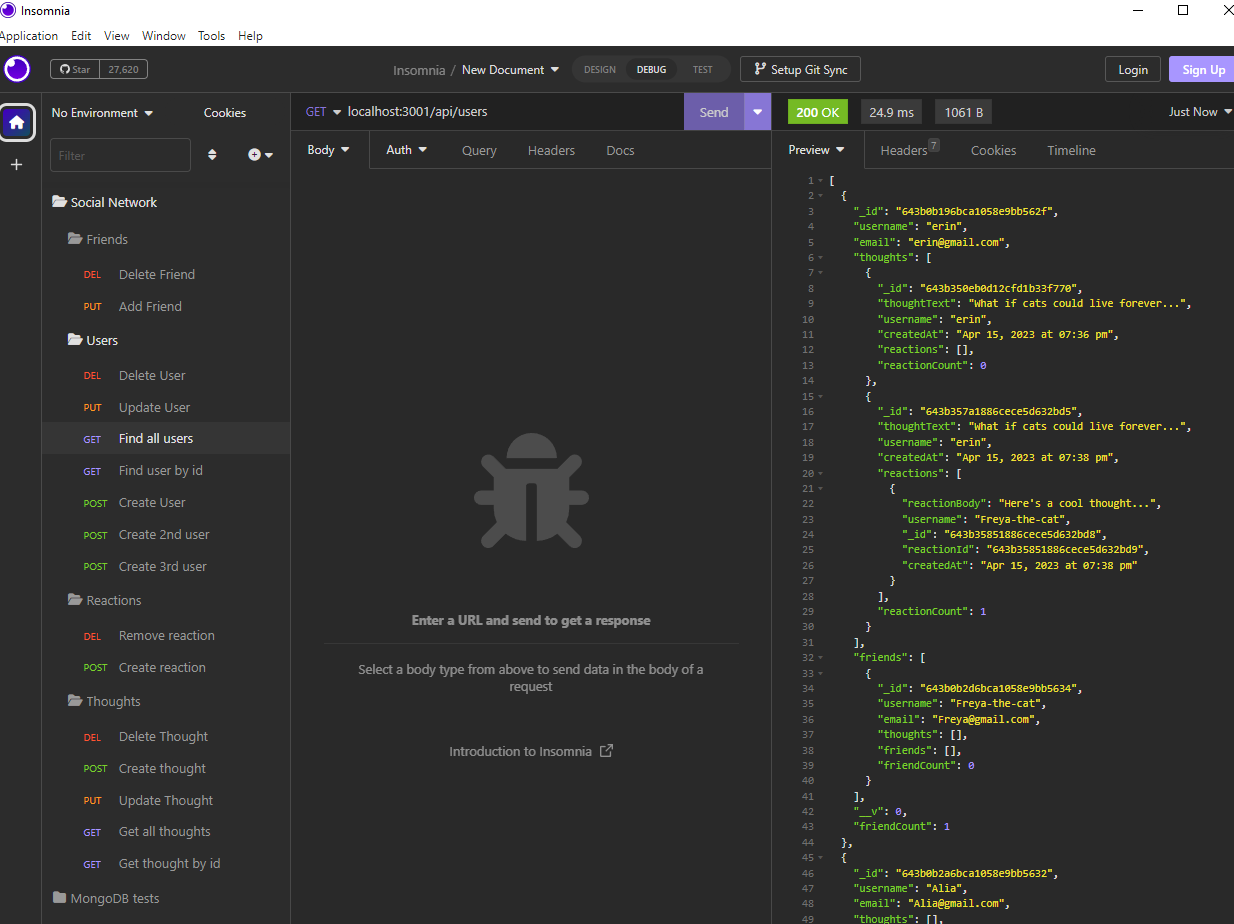 Insomnia
Application Edit View Window Tools Help
Star 27,620
Insomnia / New Document
DESIGN DEBUG TEST
Setup Git Sync
Login
Sign Up
No Environment Cookies
Filter
Social Network
Friends
DEL Delete Friend
PUT Add Friend
Users
DEL Delete User
PUT Update User
GET Find all users
GET Find user by id
POST Create User
POST Create 2nd user
POST Create 3rd user
Reactions
DEL Remove reaction
POST Create reaction
Thoughts
DEL Delete Thought
POST Create thought
PUT Update Thought
GET Get all thoughts
GET Get thought by id
MongoDB tests
GET localhost:3001/api/users
Send
Body Auth Query Headers Docs
Enter a URL and send to get a response
Select a body type from above to send data in the body of a
request
Introduction to Insomnia
200 OK 24.9 ms 1061 B Just Now
Preview Headers 7 Cookies Timeline
1 [
2 {
3 "_id": "643b0b196bca1058e9bb562f",
4 "username": "erin",
5 "email": "erin@gmail.com",
6 "thoughts": [
7 {
8 "_id": "643b350eb0d12cfd1b33f770",
9 "thoughtText": "What if cats could live forever...",
10 "username": "erin",
11 "createdAt": "Apr 15, 2023 at 07:36 pm",
12 "reactions": [],
13 "reactionCount": 0
14 },
15 {
16 "_id": "643b357a1886cece5d632bd5",
17 "thoughtText": "What if cats could live forever...",
18 "username": "erin",
19 "createdAt": "Apr 15, 2023 at 07:38 pm",
20 "reactions": [
21 {
22 "reactionBody": "Here's a cool thought...",
23 "username": "Freya-the-cat",
24 "_id": "643b35851886cece5d632bd8",
25 "reactionId": "643b35851886cece5d632bd9",
26 "createdAt": "Apr 15, 2023 at 07:38 pm"
27 }
28 ],
29 "reactionCount": 1
30 }
31 ],
32 "friends": [
33 {
34 "_id": "643b0b2d6bca1058e9bb5634",
35 "username": "Freya-the-cat",
36 "email": "Freya@gmail.com",
37 "thoughts": [],
38 "friends": [],
39 "friendCount": 0
40 }
41 ],
42 "__v": 0,
43 "friendCount": 1
44 },
45 {
46 "_id": "643b0b2a6bca1058e9bb5632",
47 "username": "Alia",
48 "email": "Alia@gmail.com",
49 "thoughts": [],